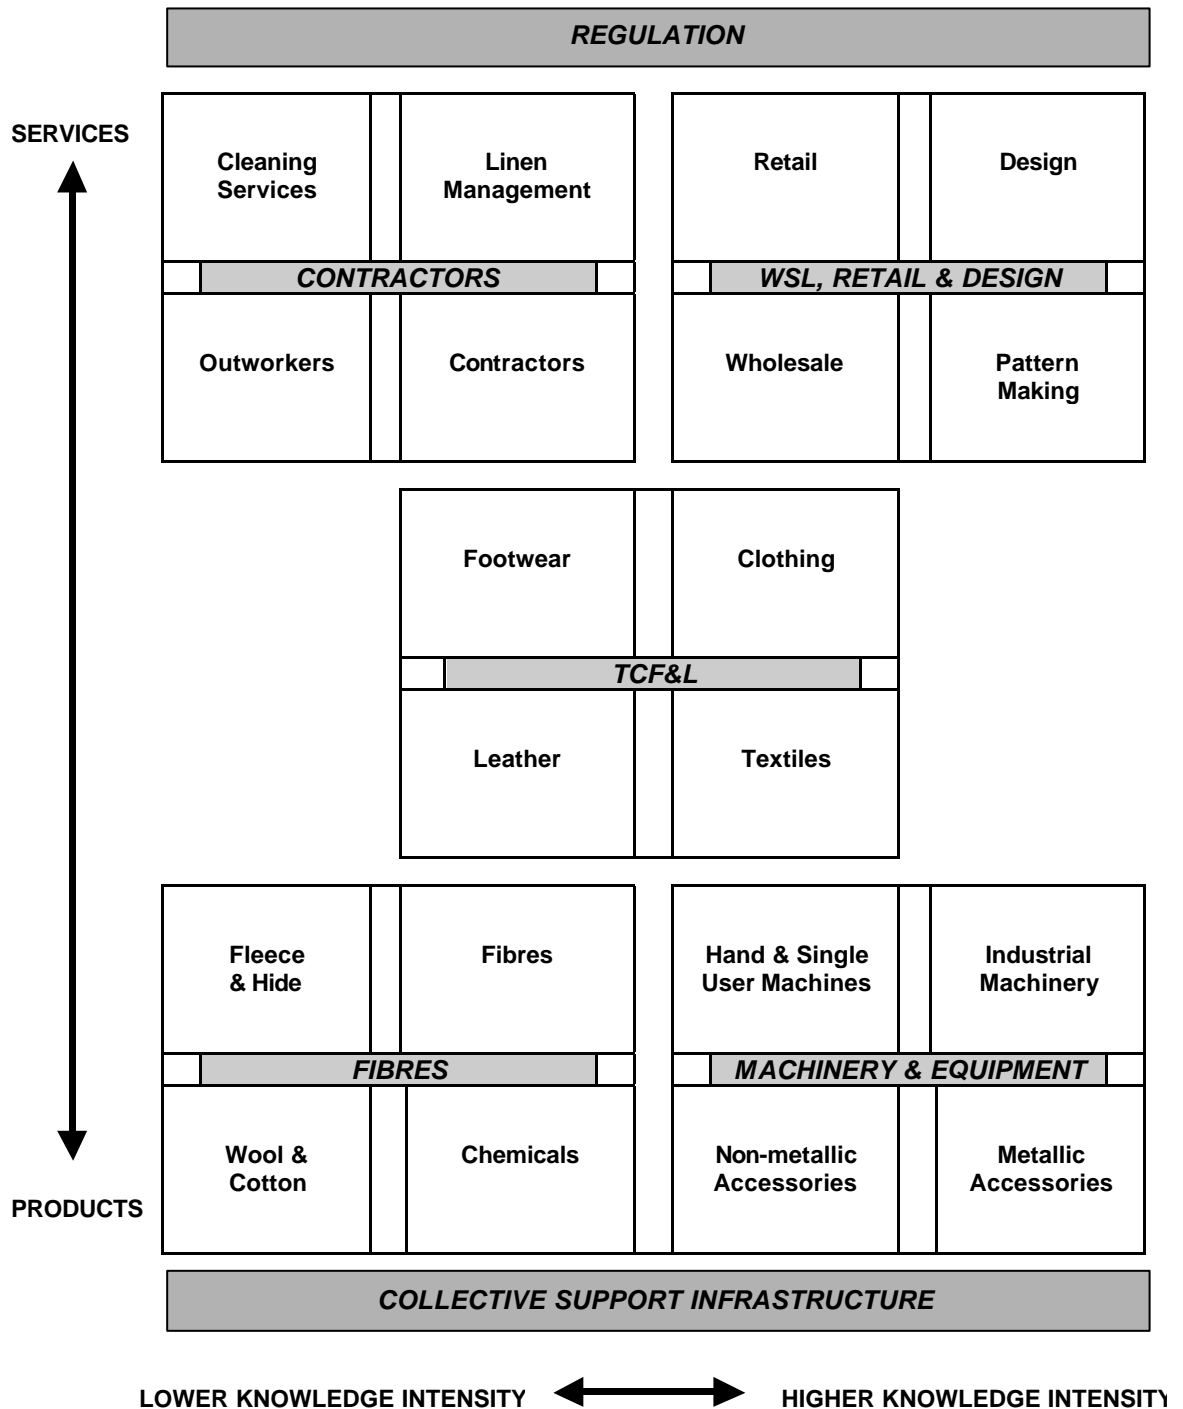 REGULATION
SERVICES
Cleaning
Services
Linen
Management
Retail
Design
CONTRACTORS
WSL, RETAIL & DESIGN
Outworkers
Contractors
Wholesale
Pattern
Making
Footwear
Clothing
TCF&L
Leather
Textiles
Fleece
& Hide
Fibres
Hand & Single
User Machines
Industrial
Machinery
FIBRES
MACHINERY & EQUIPMENT
Wool &
Cotton
Chemicals
Non-metallic
Accessories
Metallic
Accessories
PRODUCTS
COLLECTIVE SUPPORT INFRASTRUCTURE
LOWER KNOWLEDGE INTENSITY
HIGHER KNOWLEDGE INTENSITY